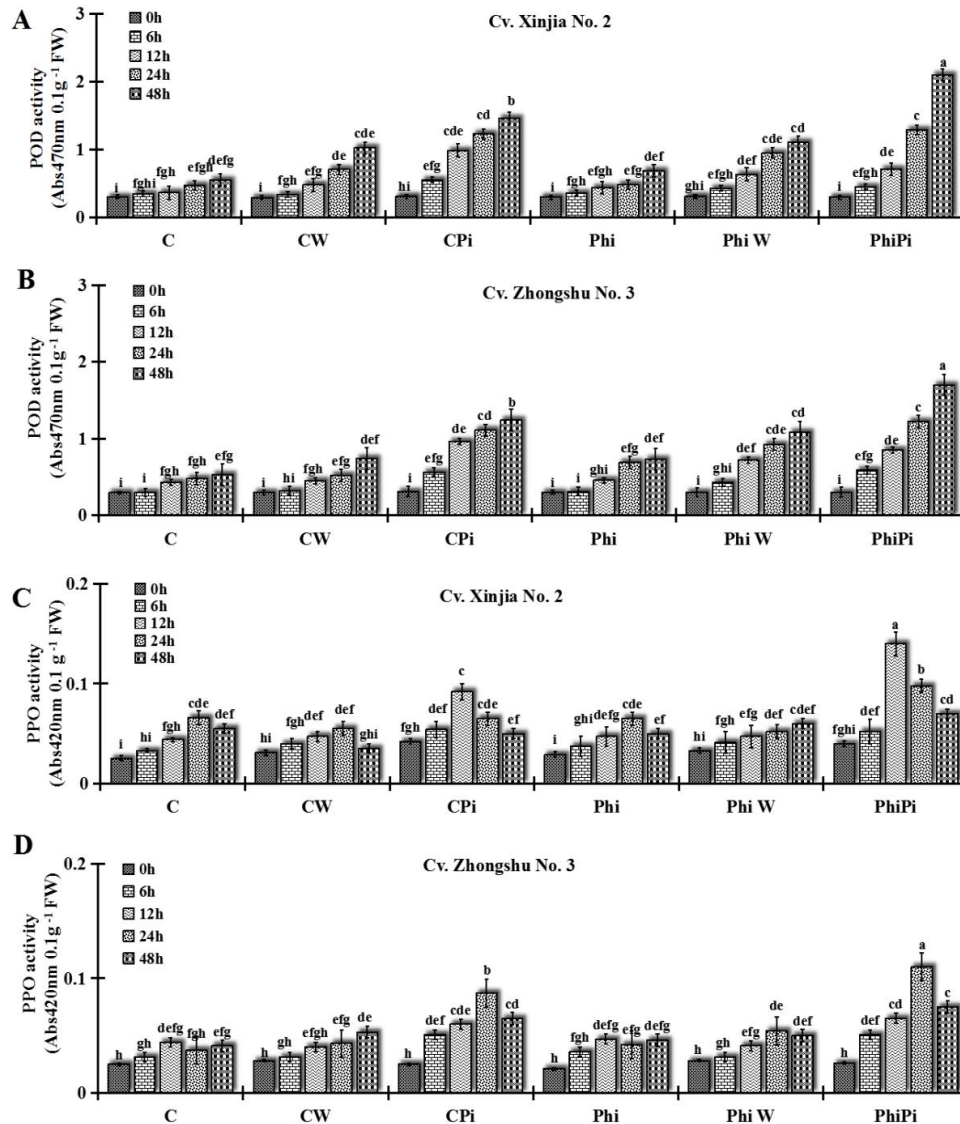 A
Cv. Xinjia No. 2
3
2
1
0
POD activity
(Abs470nm 0.1g⁻¹ FW)
0h
6h
12h
24h
48h
i fghi fgh efgh defg
i fgh efg de cde
hi efg cde cd b
i fgh efg efg def
ghi efgh def cd cd
i efgh de c a
C CW CPi Phi Phi W PhiPi
B
Cv. Zhongshu No. 3
3
2
1
0
POD activity
(Abs470nm 0.1g⁻¹ FW)
0h
6h
12h
24h
48h
i i fgh fgh efg
i hi fgh efg def
i efg de cd b
i i ghi def def
i ghi def cde cd
i efg de c a
C CW CPi Phi Phi W PhiPi
C
Cv. Xinjia No. 2
0.2
0.1
0
PPO activity
(Abs420nm 0.1 g⁻¹ FW)
0h
6h
12h
24h
48h
i hi fgh cde def
hi fgh def def ghi
fgh def c cde ef
i ghi defg cde ef
hi fgh efg def cde
fghi def a b cd
C CW CPi Phi Phi W PhiPi
D
Cv. Zhongshu No. 3
0.2
0.1
0
PPO activity
(Abs420nm 0.1g⁻¹ FW)
0h
6h
12h
24h
48h
h gh defg fgh efg
h gh efgh efg de
h def cde b cd
h fgh defg efg defg
h gh efg de def
h def cd a c
C CW CPi Phi Phi W PhiPi